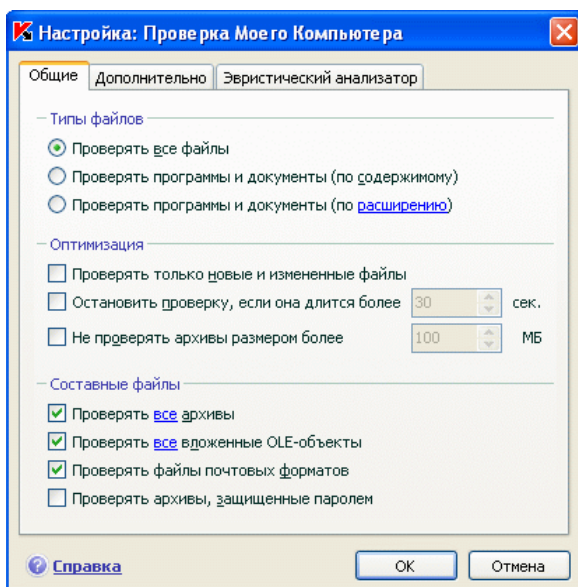 Настройка: Проверка Моего Компьютера
Общие Дополнительно Эвристический анализатор
Типы файлов
Проверять все файлы
Проверять программы и документы (по содержимому)
Проверять программы и документы (по расширению)
Оптимизация
Проверять только новые и измененные файлы
Остановить проверку, если она длится более 30 сек.
Не проверять архивы размером более 100 МБ
Составные файлы
Проверять все архивы
Проверять все вложенные OLE-объекты
Проверять файлы почтовых форматов
Проверять архивы, защищенные паролем
Справка OK Отмена